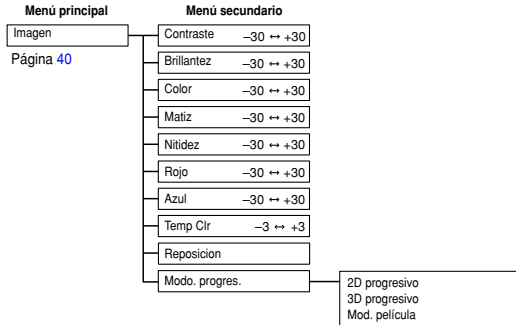 Menú principal Menú secundario
Imagen
Página 40
Contraste –30 ↔ +30
Brillantez –30 ↔ +30
Color –30 ↔ +30
Matiz –30 ↔ +30
Nitidez –30 ↔ +30
Rojo –30 ↔ +30
Azul –30 ↔ +30
Temp Clr –3 ↔ +3
Reposicion
Modo. progres.
2D progresivo
3D progresivo
Mod. película